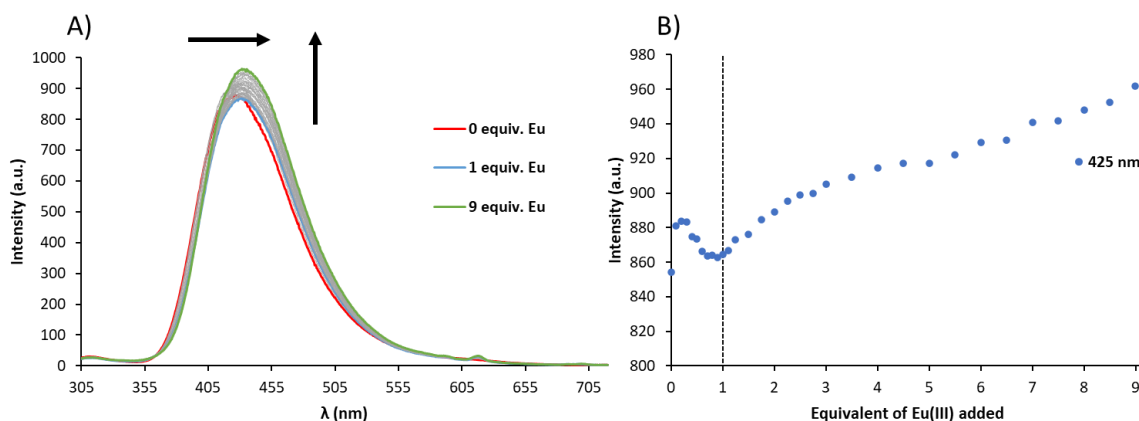 A)
1000
900
800
700
600
500
400
300
200
100
0
Intensity (a.u.)
305 355 405 455 505 555 605 655 705
λ (nm)
0 equiv. Eu
1 equiv. Eu
9 equiv. Eu
B)
980
960
940
920
900
880
860
840
820
800
Intensity (a.u.)
0 1 2 3 4 5 6 7 8 9
Equivalent of Eu(III) added
425 nm